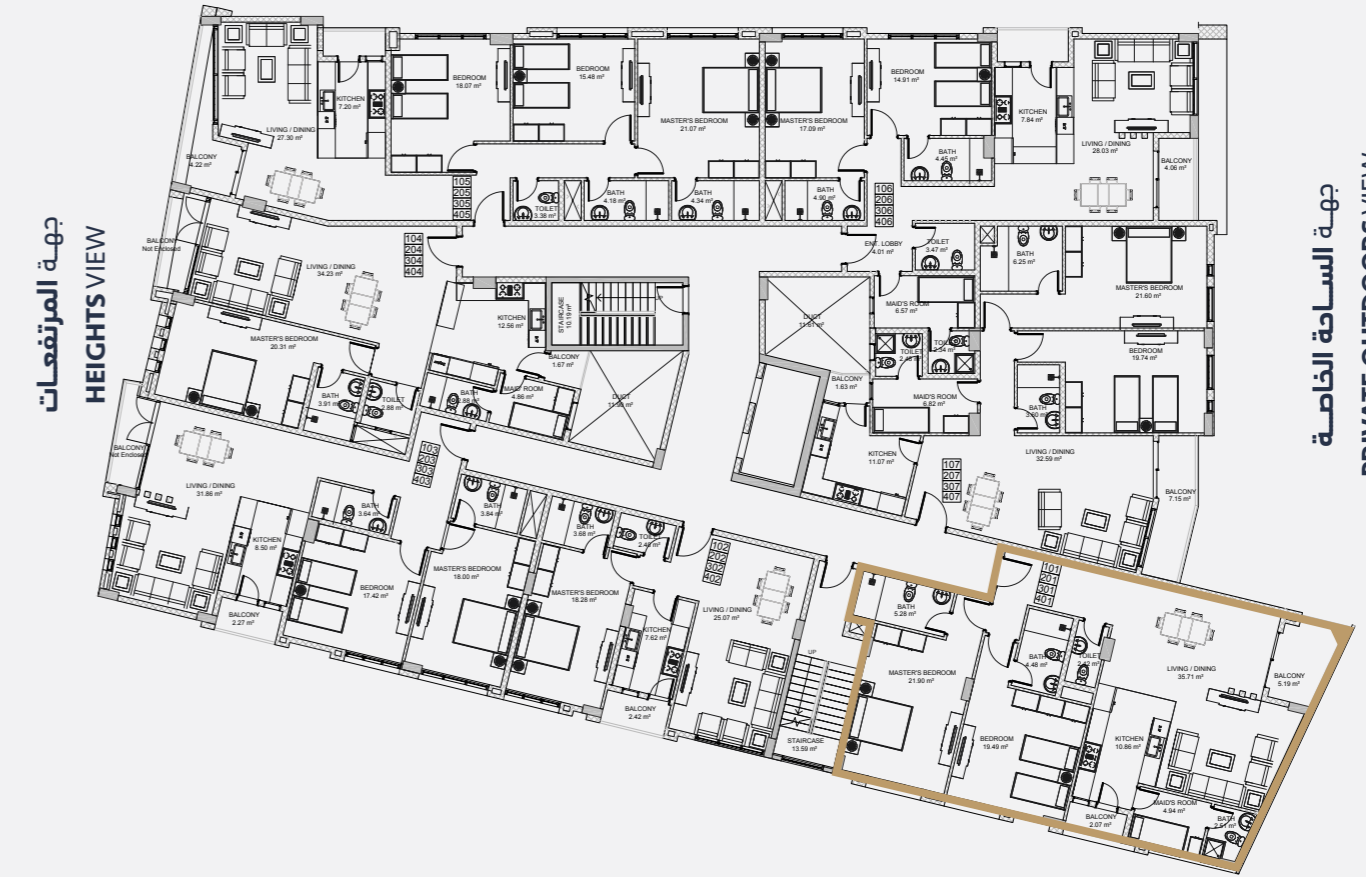 جهة المرتفعات
HEIGHTS VIEW
جهة الساحة الخاصة
BEDROOM
18.07 m²
BEDROOM
15.48 m²
MASTER'S BEDROOM
21.07 m²
MASTER'S BEDROOM
17.09 m²
BEDROOM
14.91 m²
KITCHEN
7.20 m²
LIVING / DINING
27.30 m²
BALCONY
4.22 m²
KITCHEN
7.84 m²
LIVING / DINING
28.03 m²
BALCONY
4.06 m²
BATH
4.45 m²
105
205
305
405
TOILET
3.38 m²
BATH
4.18 m²
BATH
4.34 m²
BATH
4.90 m²
106
206
306
406
104
204
304
404
BALCONY
Not Enclosed
LIVING / DINING
34.23 m²
ENT. LOBBY
4.01 m²
TOILET
3.47 m²
BATH
6.25 m²
MASTER'S BEDROOM
21.60 m²
KITCHEN
12.56 m²
STAIRCASE
10.19 m²
UP
DUCT
MAID'S ROOM
6.57 m²
MASTER'S BEDROOM
20.31 m²
BALCONY
1.67 m²
TOILET
TOILET
BEDROOM
19.74 m²
BATH
3.91 m²
TOILET
2.88 m²
BATH
MAID ROOM
4.86 m²
DUCT
BALCONY
1.63 m²
MAID'S ROOM
6.82 m²
BATH
3.60 m²
BALCONY
Not Enclosed
103
203
303
403
KITCHEN
11.07 m²
LIVING / DINING
32.59 m²
107
207
307
407
BALCONY
7.15 m²
LIVING / DINING
31.86 m²
BATH
3.64 m²
BATH
3.84 m²
BATH
3.68 m²
TOILET
KITCHEN
8.50 m²
102
202
302
402
BEDROOM
17.42 m²
MASTER'S BEDROOM
18.00 m²
MASTER'S BEDROOM
18.28 m²
BALCONY
2.27 m²
KITCHEN
7.62 m²
LIVING / DINING
25.07 m²
BALCONY
2.42 m²
UP
STAIRCASE
13.59 m²
101
201
301
401
BATH
5.28 m²
MASTER'S BEDROOM
21.90 m²
BATH
4.48 m²
TOILET
LIVING / DINING
35.71 m²
BALCONY
5.19 m²
BEDROOM
19.49 m²
KITCHEN
10.86 m²
BALCONY
2.07 m²
MAID'S ROOM
4.94 m²
BATH